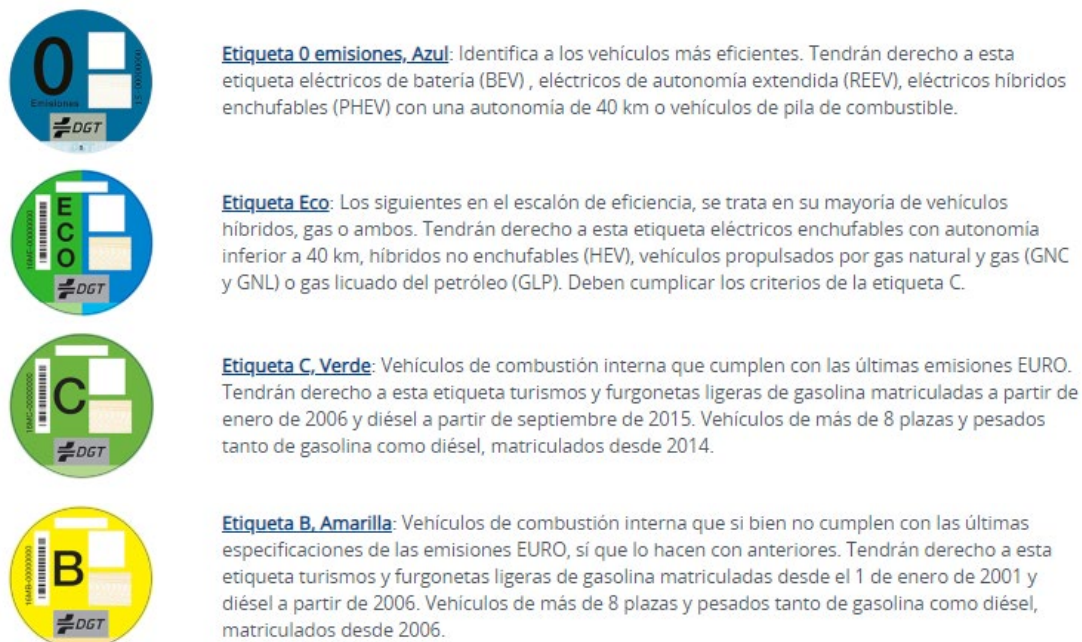 0
Emisiones
DGT
Etiqueta 0 emisiones, Azul: Identifica a los vehículos más eficientes. Tendrán derecho a esta
etiqueta eléctricos de batería (BEV) , eléctricos de autonomía extendida (REEV), eléctricos híbridos
enchufables (PHEV) con una autonomía de 40 km o vehículos de pila de combustible.
ECO
16ME-00000000
DGT
Etiqueta Eco: Los siguientes en el escalón de eficiencia, se trata en su mayoría de vehículos
híbridos, gas o ambos. Tendrán derecho a esta etiqueta eléctricos enchufables con autonomía
inferior a 40 km, híbridos no enchufables (HEV), vehículos propulsados por gas natural y gas (GNC
y GNL) o gas licuado del petróleo (GLP). Deben cumplicar los criterios de la etiqueta C.
C
16MC-00000000
DGT
Etiqueta C, Verde: Vehículos de combustión interna que cumplen con las últimas emisiones EURO.
Tendrán derecho a esta etiqueta turismos y furgonetas ligeras de gasolina matriculadas a partir de
enero de 2006 y diésel a partir de septiembre de 2015. Vehículos de más de 8 plazas y pesados
tanto de gasolina como diésel, matriculados desde 2014.
B
16MB-00000000
DGT
Etiqueta B, Amarilla: Vehículos de combustión interna que si bien no cumplen con las últimas
especificaciones de las emisiones EURO, sí que lo hacen con anteriores. Tendrán derecho a esta
etiqueta turismos y furgonetas ligeras de gasolina matriculadas desde el 1 de enero de 2001 y
diésel a partir de 2006. Vehículos de más de 8 plazas y pesados tanto de gasolina como diésel,
matriculados desde 2006.